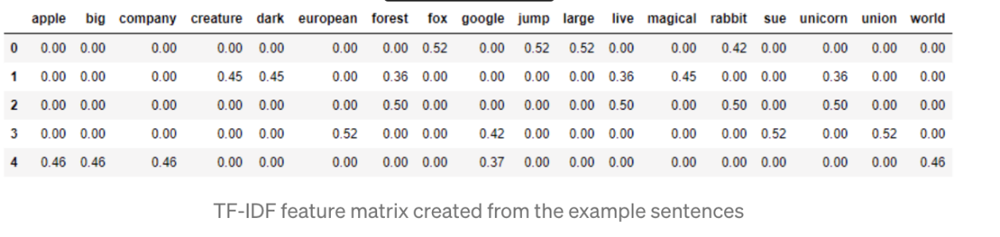 apple big company creature dark european forest fox google jump large live magical rabbit sue unicorn union world
0 0.00 0.00 0.00 0.00 0.00 0.00 0.00 0.52 0.00 0.52 0.52 0.00 0.00 0.42 0.00 0.00 0.00 0.00
1 0.00 0.00 0.00 0.45 0.45 0.00 0.36 0.00 0.00 0.00 0.00 0.36 0.45 0.00 0.00 0.36 0.00 0.00
2 0.00 0.00 0.00 0.00 0.00 0.00 0.50 0.00 0.00 0.00 0.00 0.50 0.00 0.50 0.00 0.50 0.00 0.00
3 0.00 0.00 0.00 0.00 0.00 0.52 0.00 0.00 0.42 0.00 0.00 0.00 0.00 0.00 0.52 0.00 0.52 0.00
4 0.46 0.46 0.46 0.00 0.00 0.00 0.00 0.00 0.37 0.00 0.00 0.00 0.00 0.00 0.00 0.00 0.00 0.46
TF-IDF feature matrix created from the example sentences